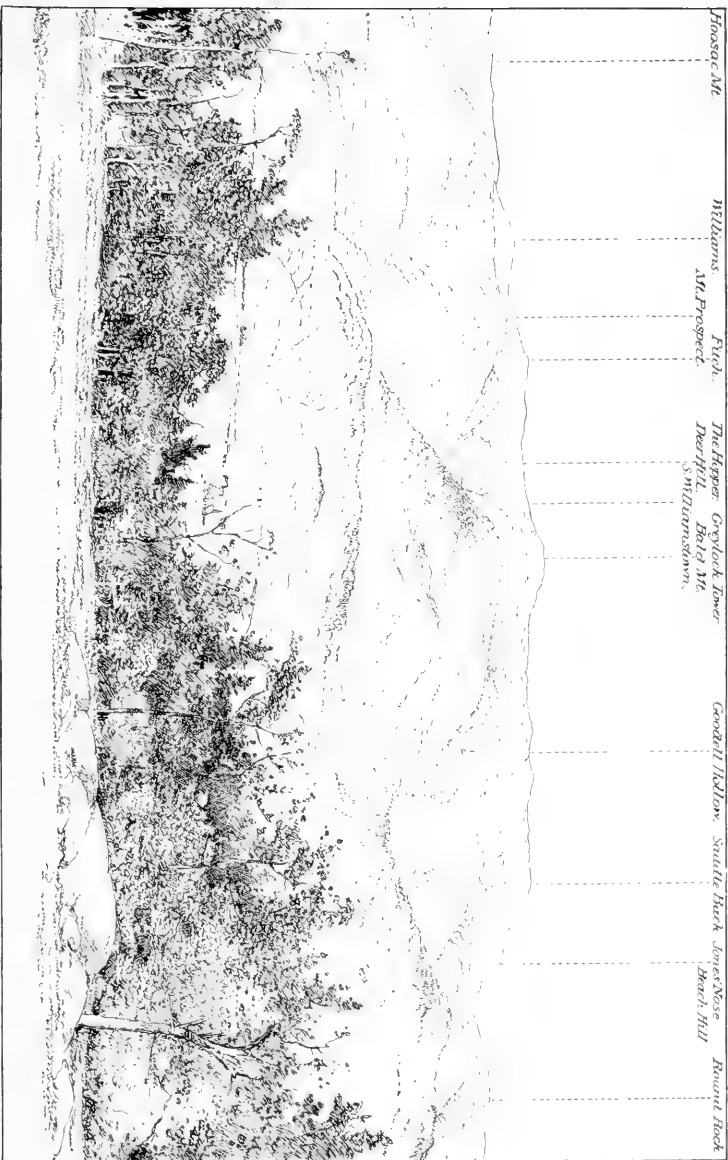 Hoosac Mt. Williams Fitch. The Hopper Greylock Tower Goodell Hollow. Saddle Back Jones Nose Round Rock
Mt. Prospect. Deer Hill. Bald Mt. Beach Hill
S. Williamstown.